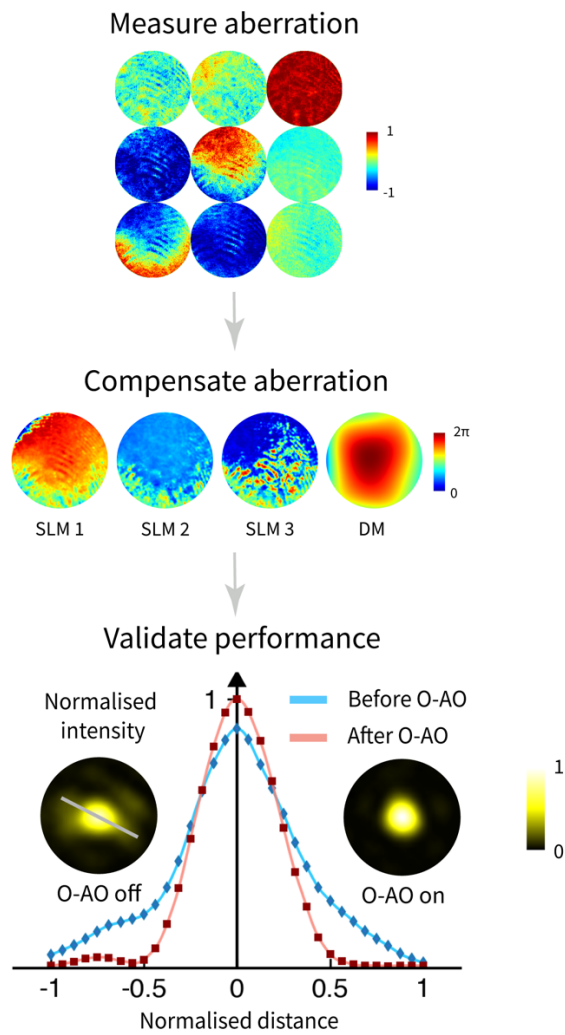 Measure aberration
1
-1
Compensate aberration
2π
0
SLM 1 SLM 2 SLM 3 DM
Validate performance
Normalised
intensity
1
Before O-AO
After O-AO
1
0
O-AO off
O-AO on
-1 -0.5 0 0.5 1
Normalised distance